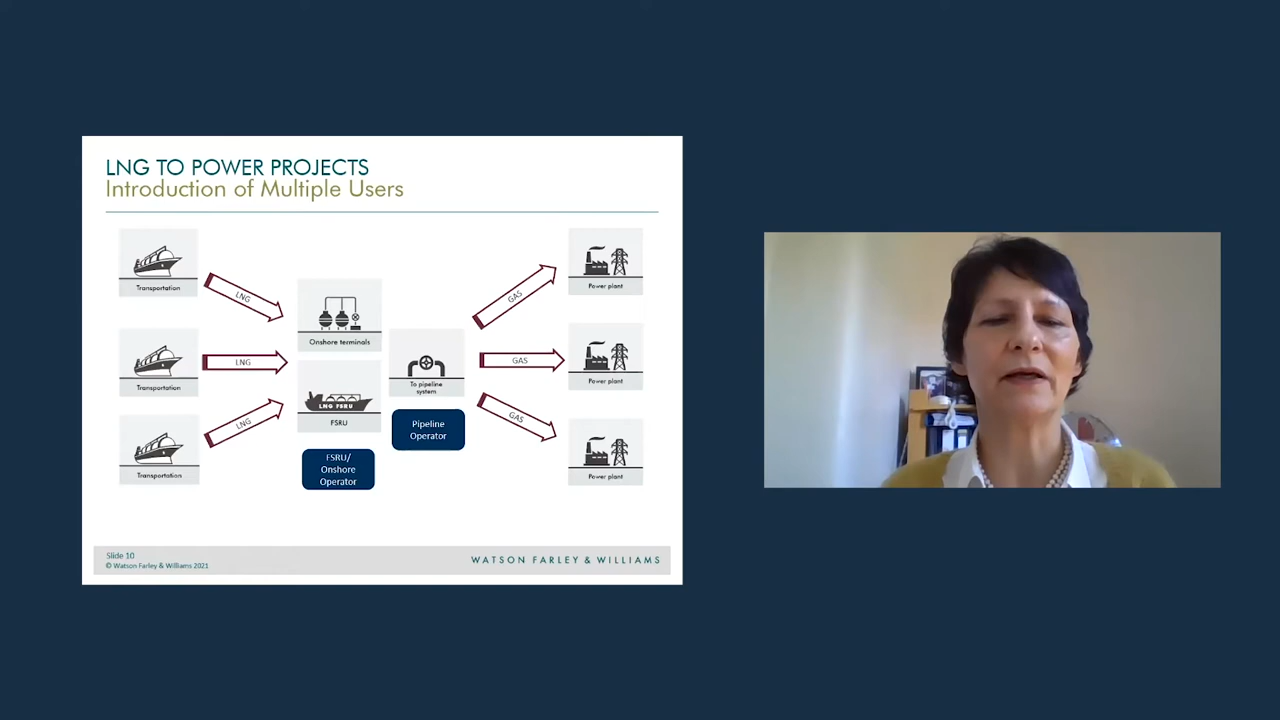 LNG TO POWER PROJECTS
Introduction of Multiple Users
Transportation
LNG
Transportation
LNG
Transportation
LNG
Onshore terminals
LNG FSRU
FSRU
To pipeline
system
FSRU/
Onshore
Operator
Pipeline
Operator
GAS
Power plant
GAS
Power plant
GAS
Power plant
Slide 10
© Watson Farley & Williams 2021
WATSON FARLEY & WILLIAMS